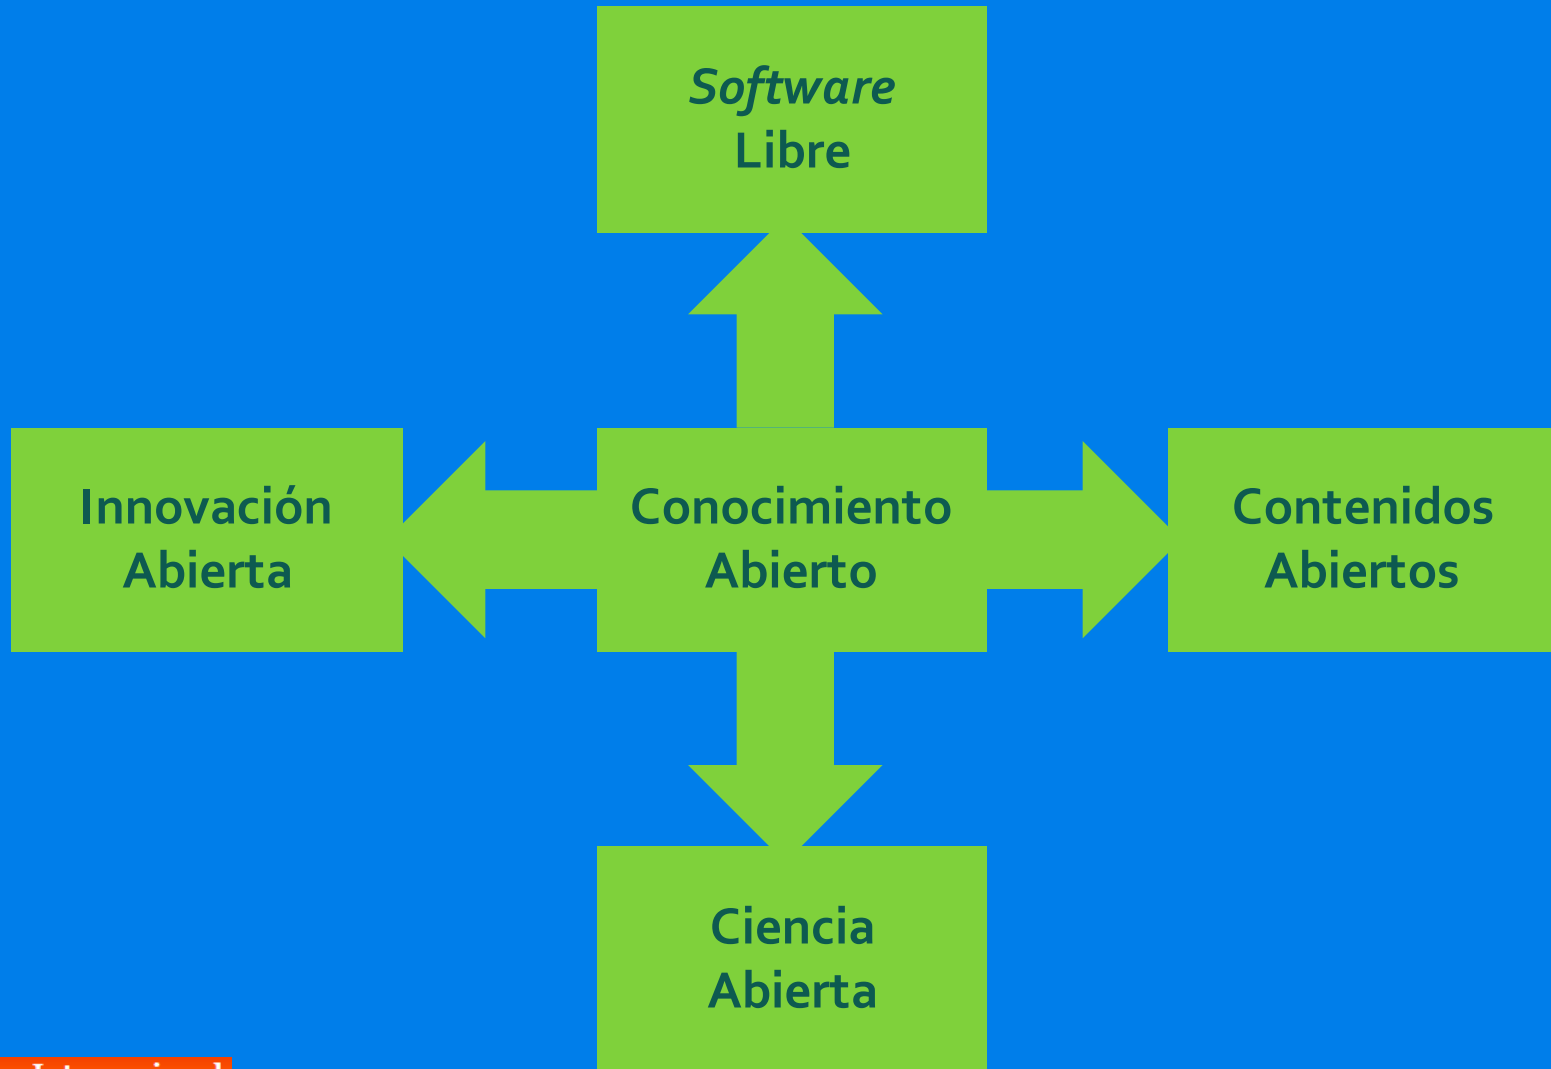 Software
Libre
Innovación
Abierta
Conocimiento
Abierto
Contenidos
Abiertos
Ciencia
Abierta